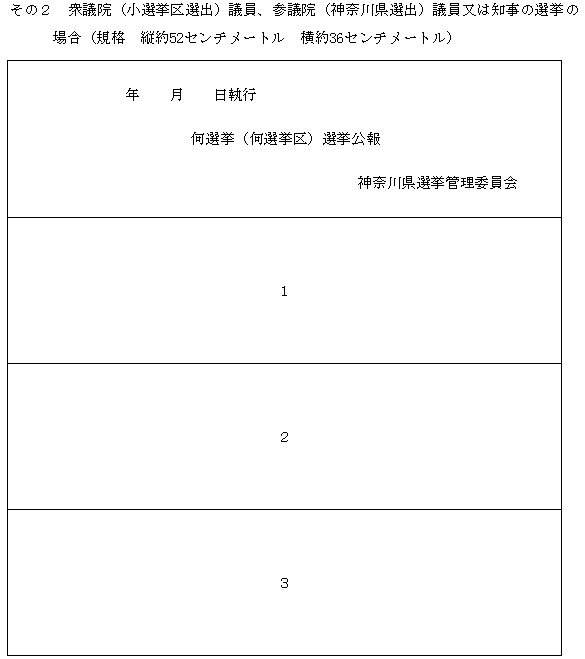 その２　衆議院（小選挙区選出）議員、参議院（神奈川県選出）議員又は知事の選挙の
場合（規格　縦約52センチメートル　横約36センチメートル）
年　　月　　日執行
何選挙（何選挙区）選挙公報
神奈川県選挙管理委員会
１
２
３